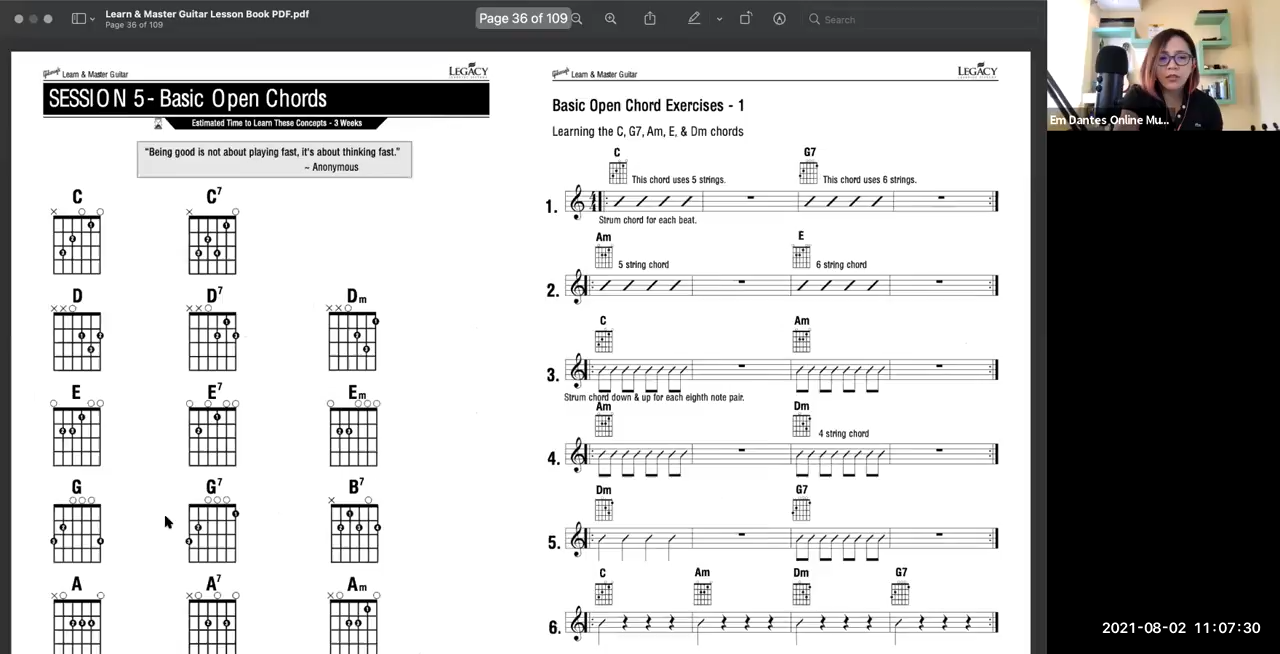 Learn & Master Guitar Lesson Book PDF.pdf
Page 36 of 109
Page 36 of 109
Search
Em Dantes Online Mu...
Learn & Master Guitar
LEGACY
SESSION 5 - Basic Open Chords
Estimated Time to Learn These Concepts - 3 Weeks
“Being good is not about playing fast, it's about thinking fast.”
~ Anonymous
C
C7
D
D7
Dm
E
E7
Em
G
G7
B7
A
A7
Am
Learn & Master Guitar
LEGACY
Basic Open Chord Exercises - 1
Learning the C, G7, Am, E, & Dm chords
C
This chord uses 5 strings.
G7
This chord uses 6 strings.
1.
Strum chord for each beat.
Am
5 string chord
E
6 string chord
2.
C
Am
3.
Strum chord down & up for each eighth note pair.
Am
Dm
4 string chord
4.
Dm
G7
5.
C
Am
Dm
G7
6.
2021-08-02 11:07:30